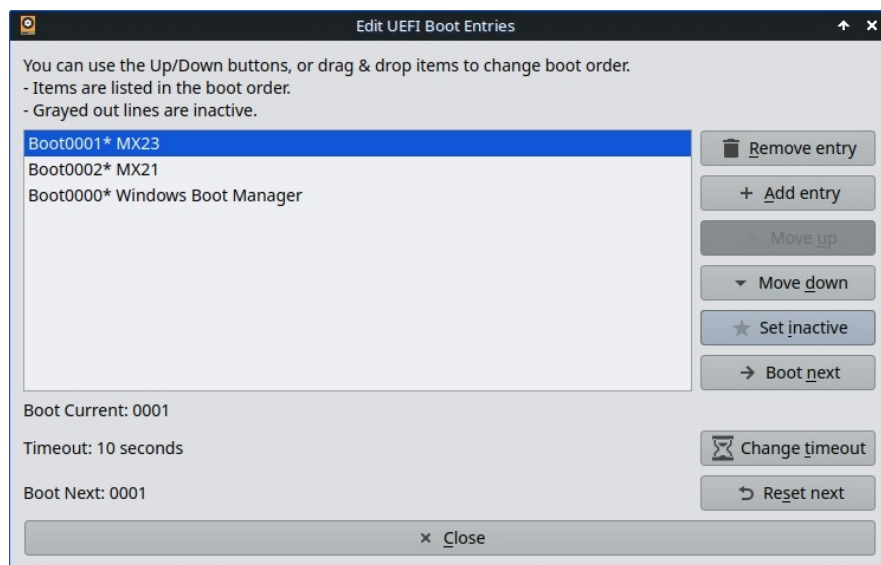 Edit UEFI Boot Entries
You can use the Up/Down buttons, or drag & drop items to change boot order.
- Items are listed in the boot order.
- Grayed out lines are inactive.
Boot0001* MX23
Boot0002* MX21
Boot0000* Windows Boot Manager
Remove entry
Add entry
Move up
Move down
Set inactive
Boot next
Boot Current: 0001
Timeout: 10 seconds
Change timeout
Boot Next: 0001
Reset next
Close